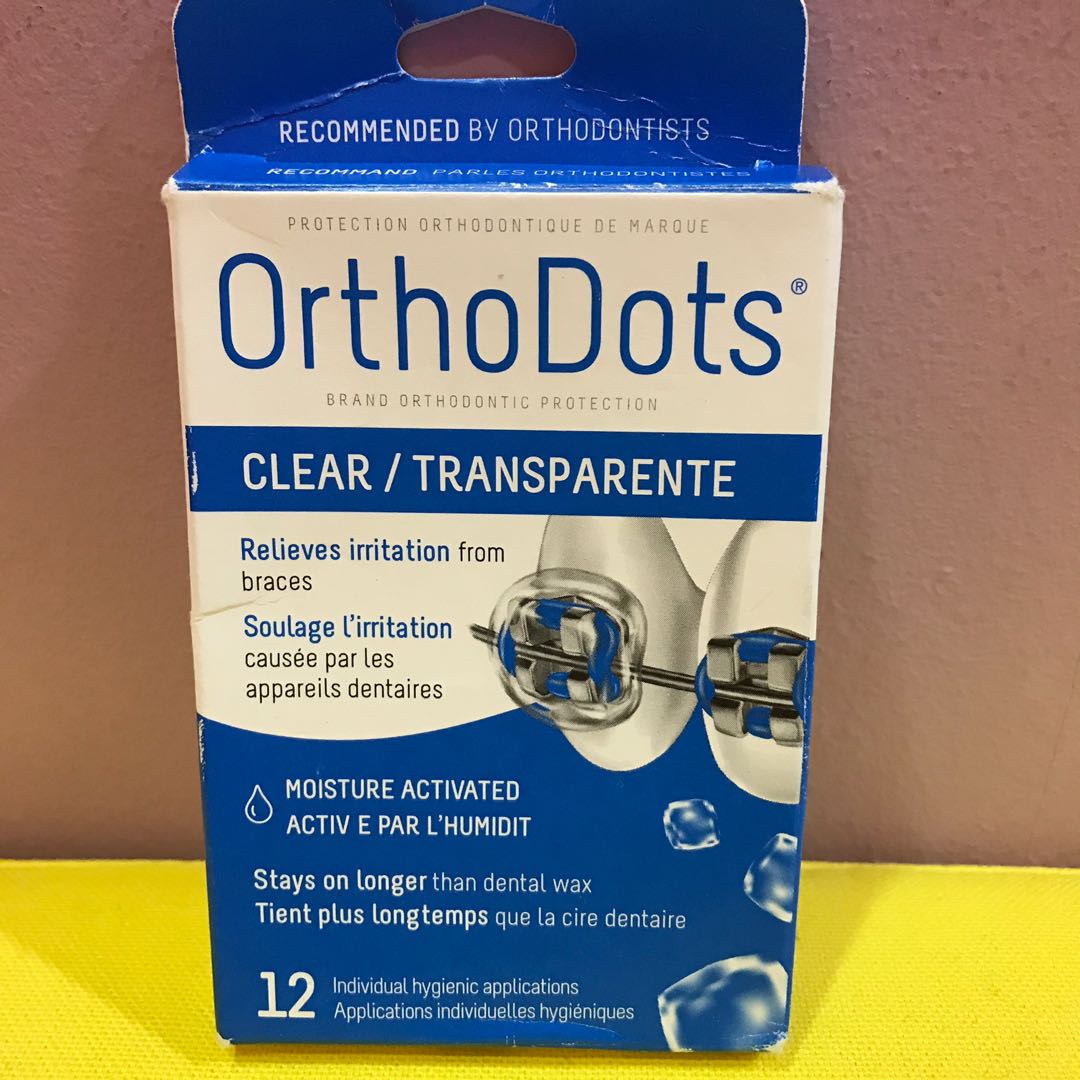 RECOMMENDED BY ORTHODONTISTS
RECOMMAND PARLES ORTHODONTISTES
PROTECTION ORTHODONTIQUE DE MARQUE
OrthoDots®
BRAND ORTHODONTIC PROTECTION
CLEAR / TRANSPARENTE
Relieves irritation from
braces
Soulage l'irritation
causée par les
appareils dentaires
MOISTURE ACTIVATED
ACTIV E PAR L'HUMIDIT
Stays on longer than dental wax
Tient plus longtemps que la cire dentaire
12 Individual hygienic applications
Applications individuelles hygiéniques